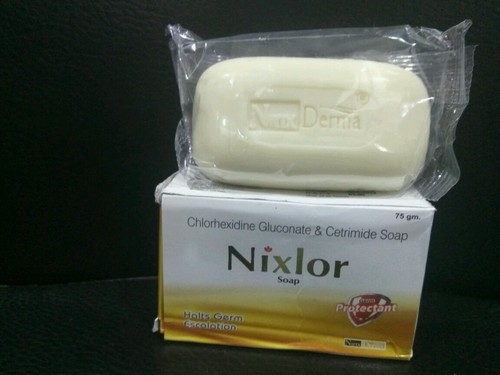 Derma
75 gm.
Chlorhexidine Gluconate & Cetrimide Soap
Nixlor
Soap
Protectant
Halts Germ
Escalation